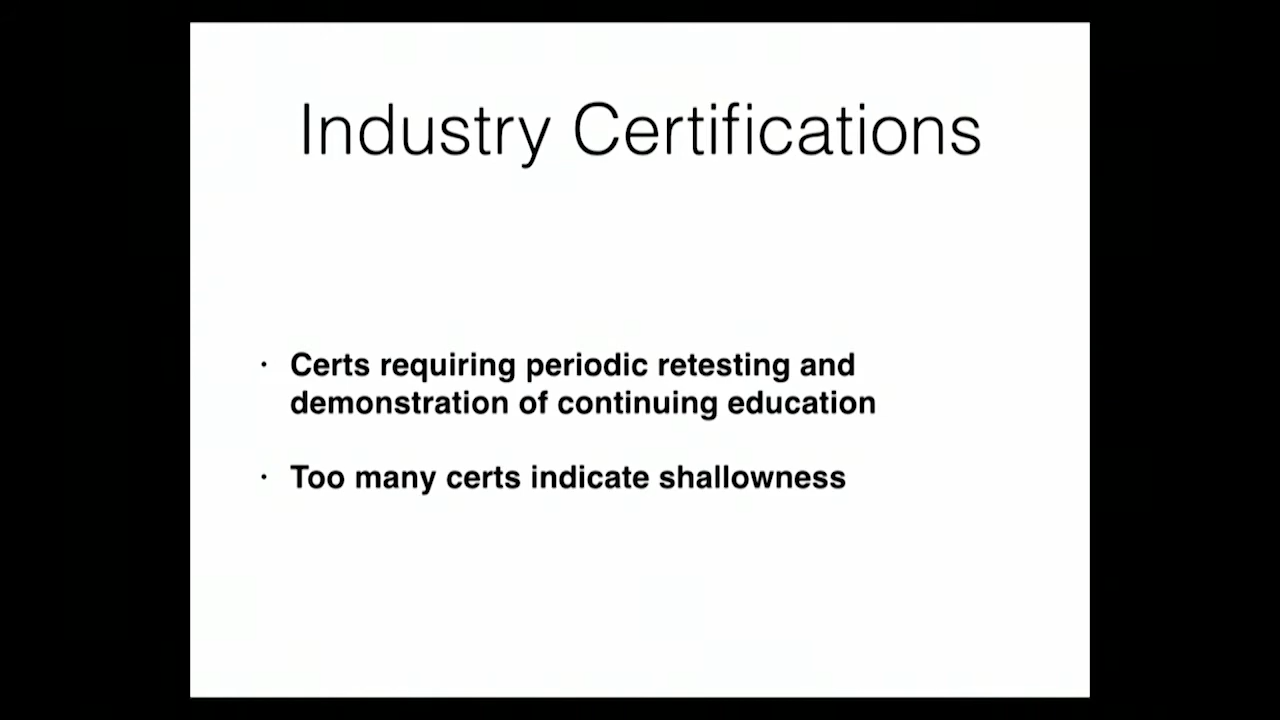 Industry Certifications
· Certs requiring periodic retesting and
demonstration of continuing education
· Too many certs indicate shallowness